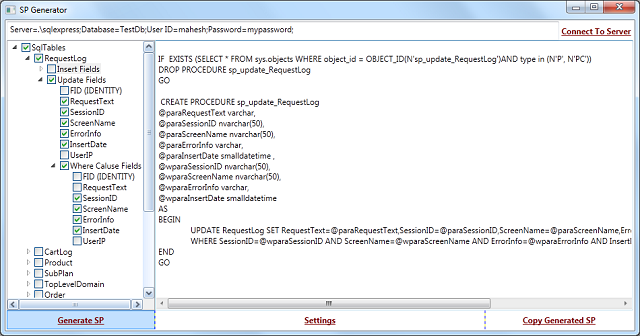 SP Generator
Server=.\sqlexpress;Database=TestDb;User ID=mahesh;Password=mypassword;
Connect To Server
SqlTables
RequestLog
Insert Fields
Update Fields
FID (IDENTITY)
RequestText
SessionID
ScreenName
ErrorInfo
InsertDate
UserIP
Where Caluse Fields
FID (IDENTITY)
RequestText
SessionID
ScreenName
ErrorInfo
InsertDate
UserIP
CartLog
Product
SubPlan
TopLevelDomain
Order
IF EXISTS (SELECT * FROM sys.objects WHERE object_id = OBJECT_ID(N'sp_update_RequestLog')AND type in (N'P', N'PC'))
DROP PROCEDURE sp_update_RequestLog
GO
CREATE PROCEDURE sp_update_RequestLog
@paraRequestText varchar,
@paraSessionID nvarchar(50),
@paraScreenName nvarchar(50),
@paraErrorInfo varchar,
@paraInsertDate smalldatetime ,
@wparaSessionID nvarchar(50),
@wparaScreenName nvarchar(50),
@wparaErrorInfo varchar,
@wparaInsertDate smalldatetime
AS
BEGIN
UPDATE RequestLog SET RequestText=@paraRequestText,SessionID=@paraSessionID,ScreenName=@paraScreenName,Erro
WHERE SessionID=@wparaSessionID AND ScreenName=@wparaScreenName AND ErrorInfo=@wparaErrorInfo AND InsertI
END
GO
Generate SP
Settings
Copy Generated SP